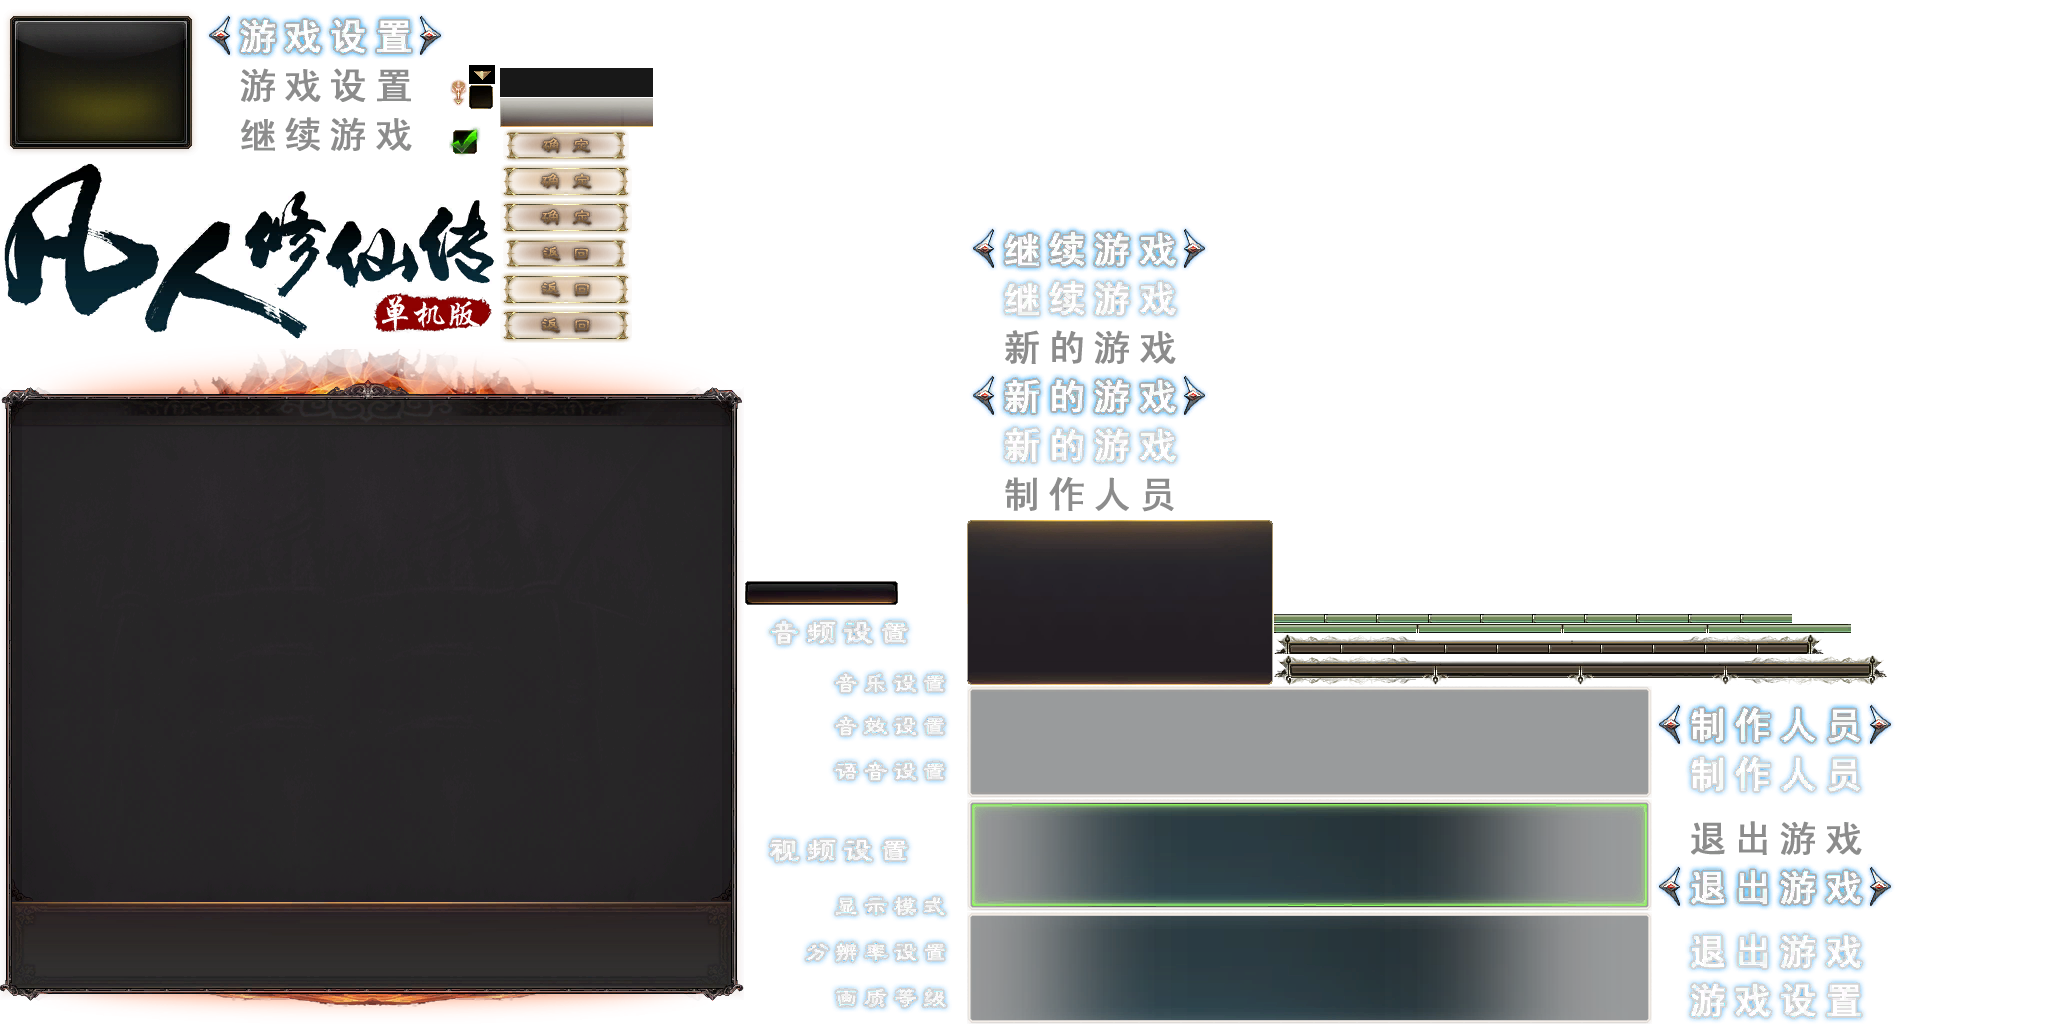 游戏设置
游戏设置
继续游戏
确定
确定
确定
返回
返回
返回
凡人修仙传
单机版
继续游戏
继续游戏
新的游戏
新的游戏
新的游戏
制作人员
音频设置
音乐设置
音效设置
语音设置
视频设置
显示模式
分辨率设置
画质等级
制作人员
制作人员
退出游戏
退出游戏
退出游戏
游戏设置